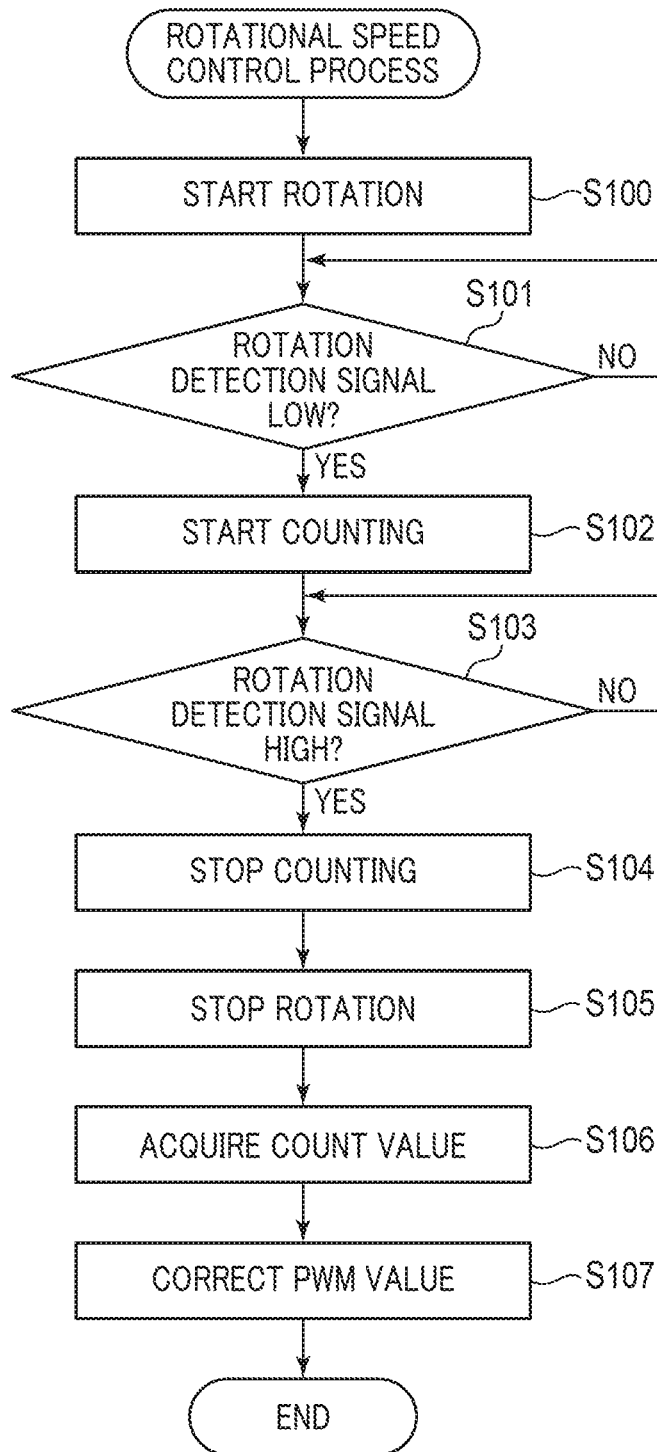 ROTATIONAL SPEED
CONTROL PROCESS
START ROTATION
S100
S101
ROTATION
DETECTION SIGNAL
LOW?
NO
YES
START COUNTING
S102
S103
ROTATION
DETECTION SIGNAL
HIGH?
NO
YES
STOP COUNTING
S104
STOP ROTATION
S105
ACQUIRE COUNT VALUE
S106
CORRECT PWM VALUE
S107
END